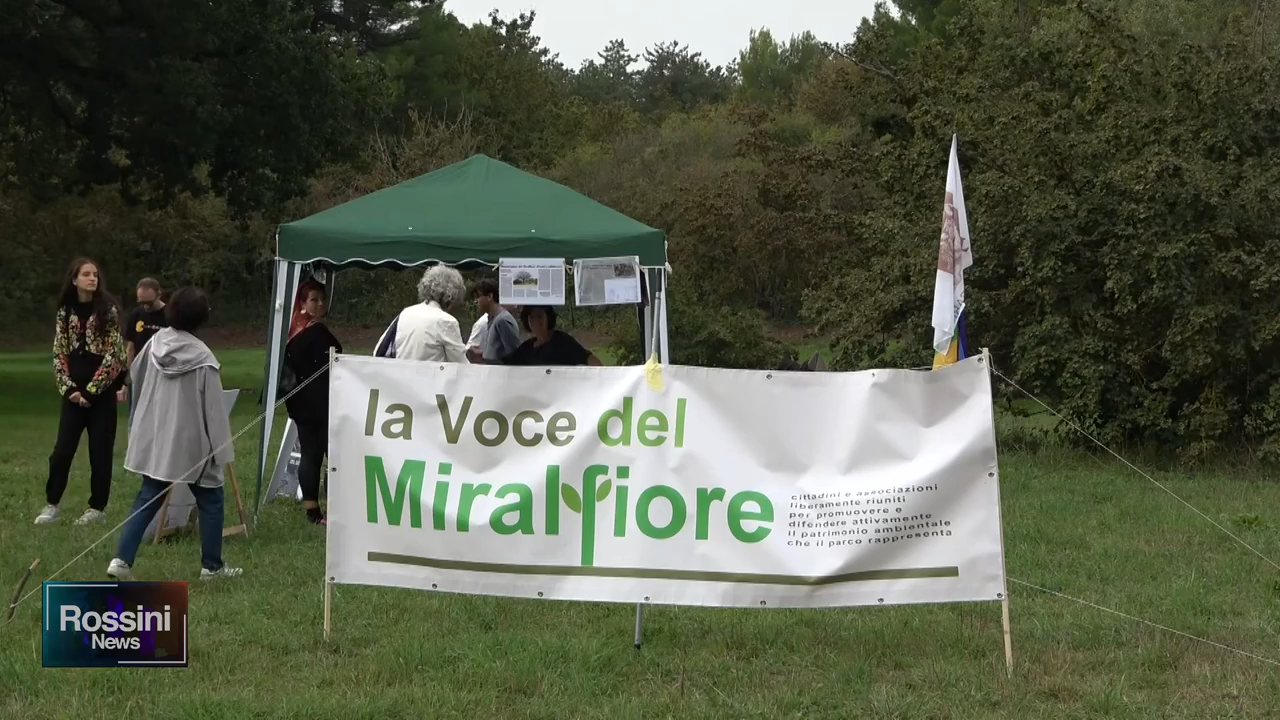 la Voce del
Miralfiore
cittadini e associazioni
liberamente riuniti
per promuovere e
difendere attivamente
il patrimonio ambientale
che il parco rappresenta
Rossini
News